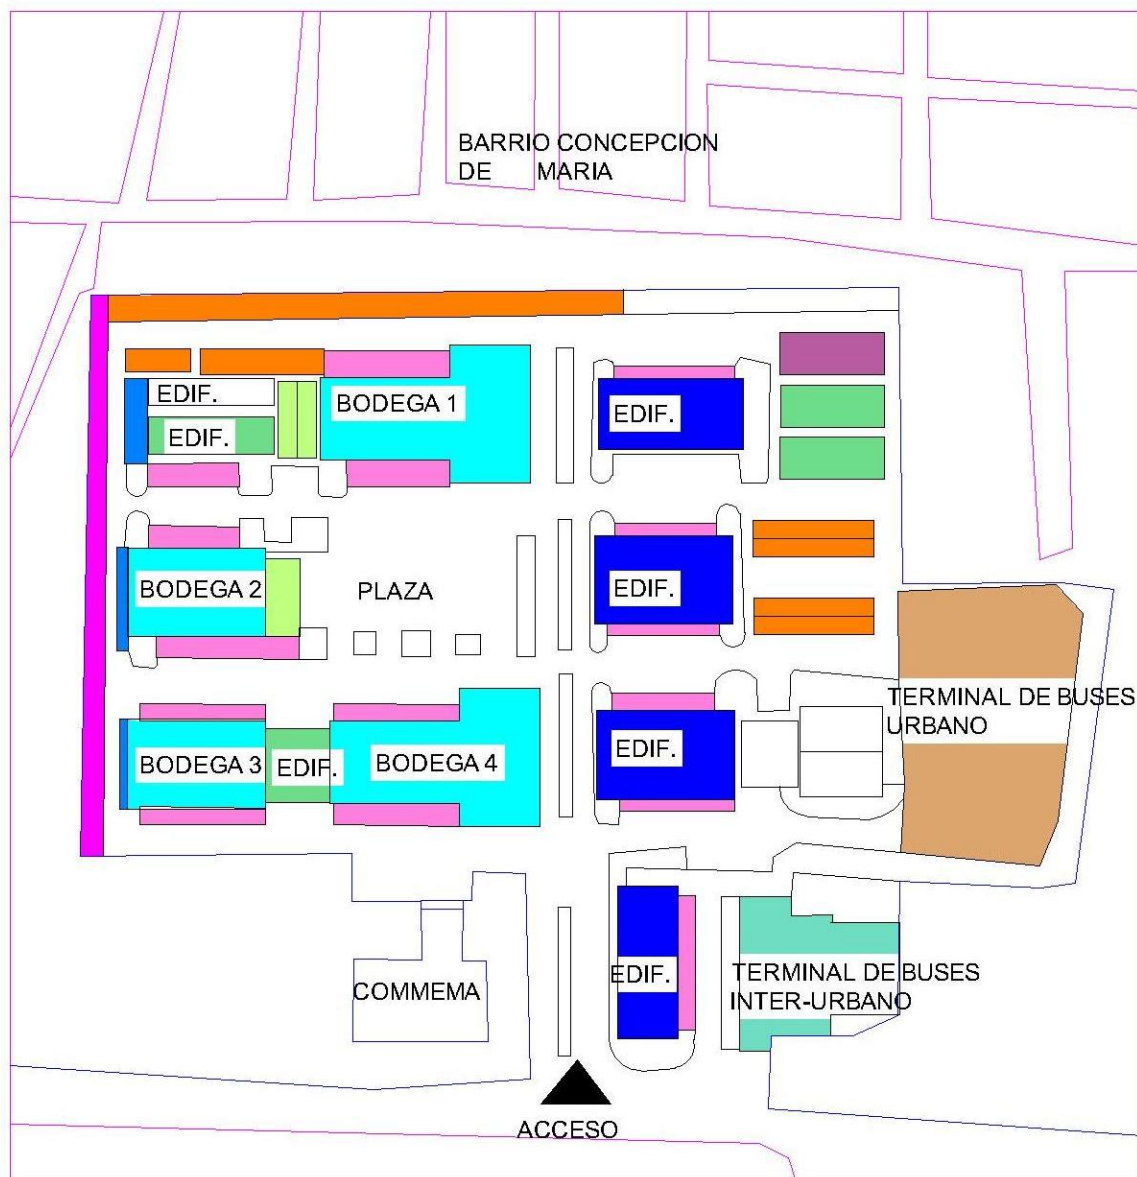 BARRIO CONCEPCION
DE MARIA
EDIF.
BODEGA 1
EDIF.
EDIF.
BODEGA 2
PLAZA
EDIF.
TERMINAL DE BUSES
URBANO
BODEGA 3
EDIF.
BODEGA 4
EDIF.
EDIF.
TERMINAL DE BUSES
INTER-URBANO
COMMEMA
ACCESO